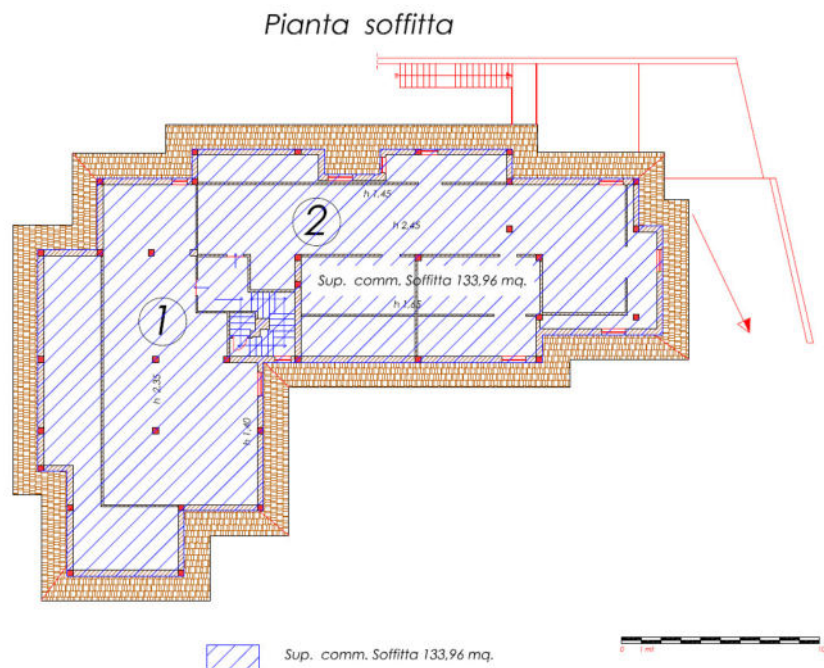 Pianta soffitta
h 1,45
2
h 2,45
Sup. comm. Soffitta 133,96 mq.
h 1,65
1
h 2,35
h 1,40
Sup. comm. Soffitta 133,96 mq.
0 1 mt 10